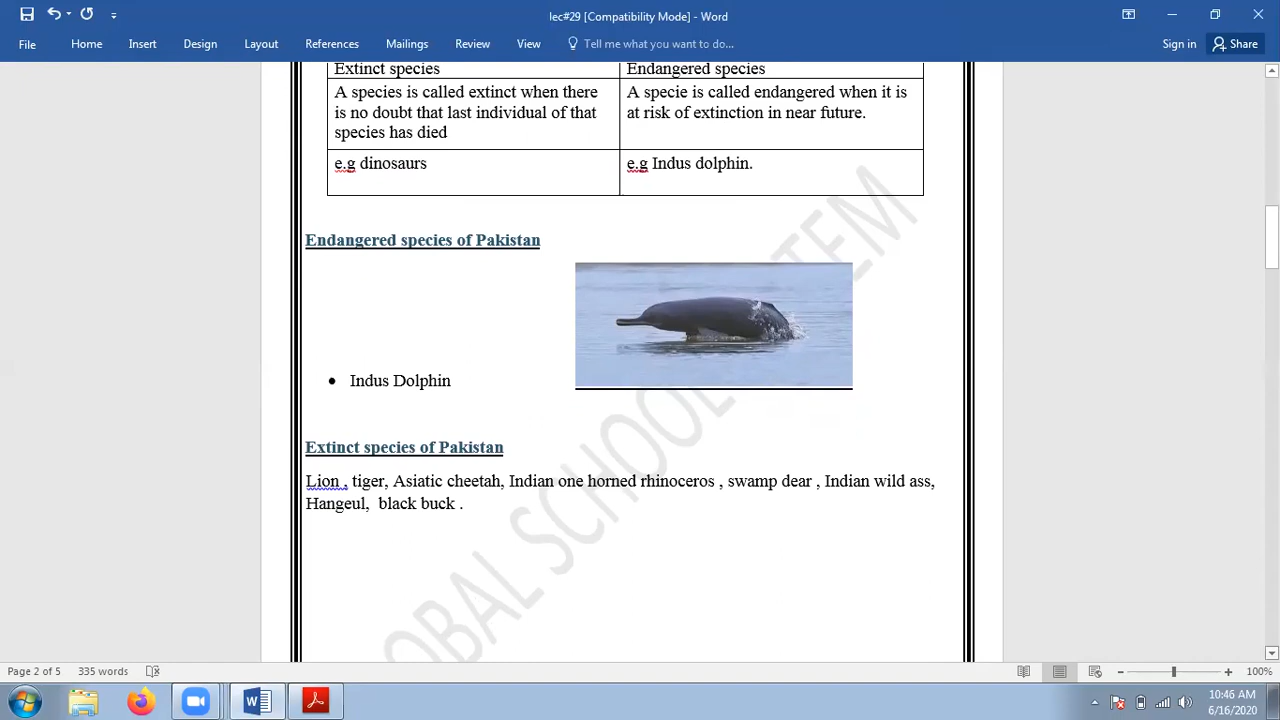 lec#29 [Compatibility Mode] - Word
File Home Insert Design Layout References Mailings Review View Tell me what you want to do... Sign in Share
Extinct species Endangered species
A species is called extinct when there
is no doubt that last individual of that
species has died
A specie is called endangered when it is
at risk of extinction in near future.
e.g dinosaurs e.g Indus dolphin.
Endangered species of Pakistan
• Indus Dolphin
Extinct species of Pakistan
Lion , tiger, Asiatic cheetah, Indian one horned rhinoceros , swamp dear , Indian wild ass,
Hangeul, black buck .
OBAL SCHOOL STEM
Page 2 of 5 335 words 100%
10:46 AM
6/16/2020